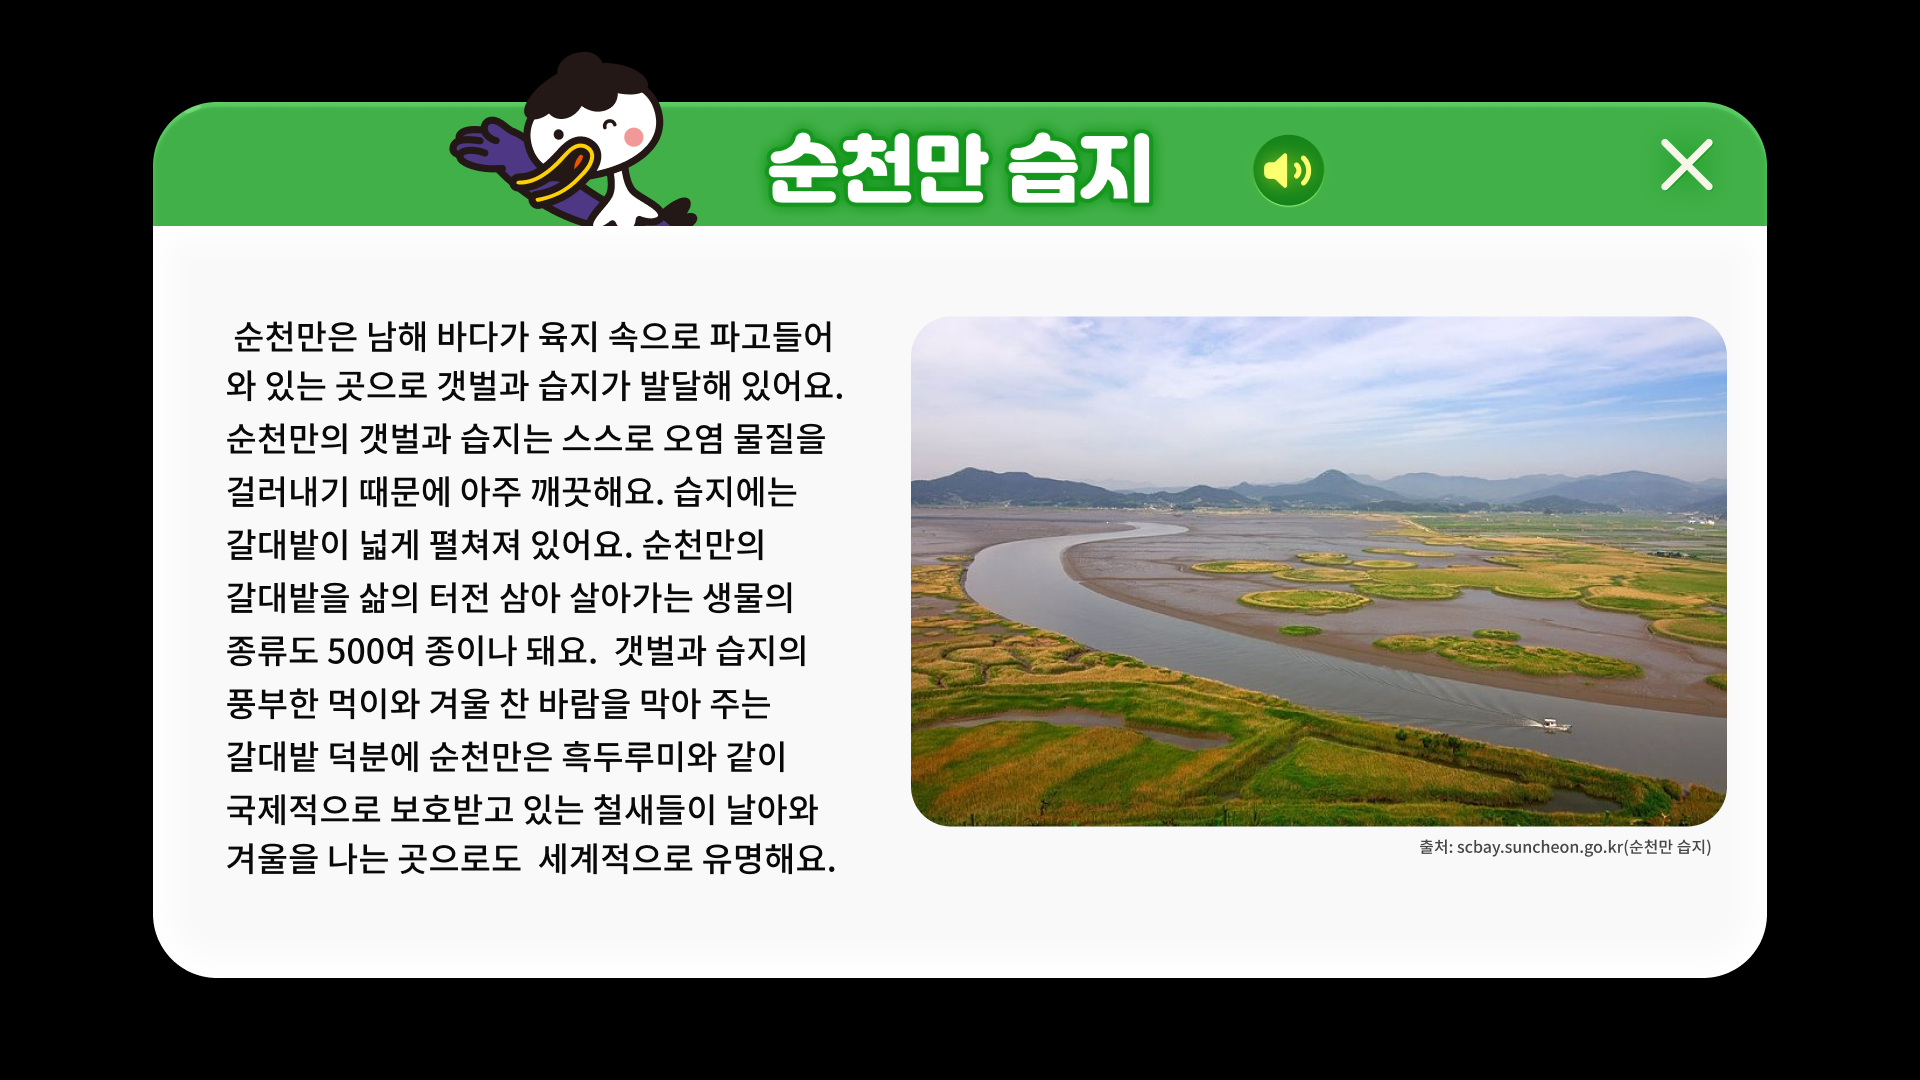 순천만 습지
순천만은 남해 바다가 육지 속으로 파고들어
와 있는 곳으로 갯벌과 습지가 발달해 있어요.
순천만의 갯벌과 습지는 스스로 오염 물질을
걸러내기 때문에 아주 깨끗해요. 습지에는
갈대밭이 넓게 펼쳐져 있어요. 순천만의
갈대밭을 삶의 터전 삼아 살아가는 생물의
종류도 500여 종이나 돼요.  갯벌과 습지의
풍부한 먹이와 겨울 찬 바람을 막아 주는
갈대밭 덕분에 순천만은 흑두루미와 같이
국제적으로 보호받고 있는 철새들이 날아와
겨울을 나는 곳으로도  세계적으로 유명해요.
출처: scbay.suncheon.go.kr(순천만 습지)